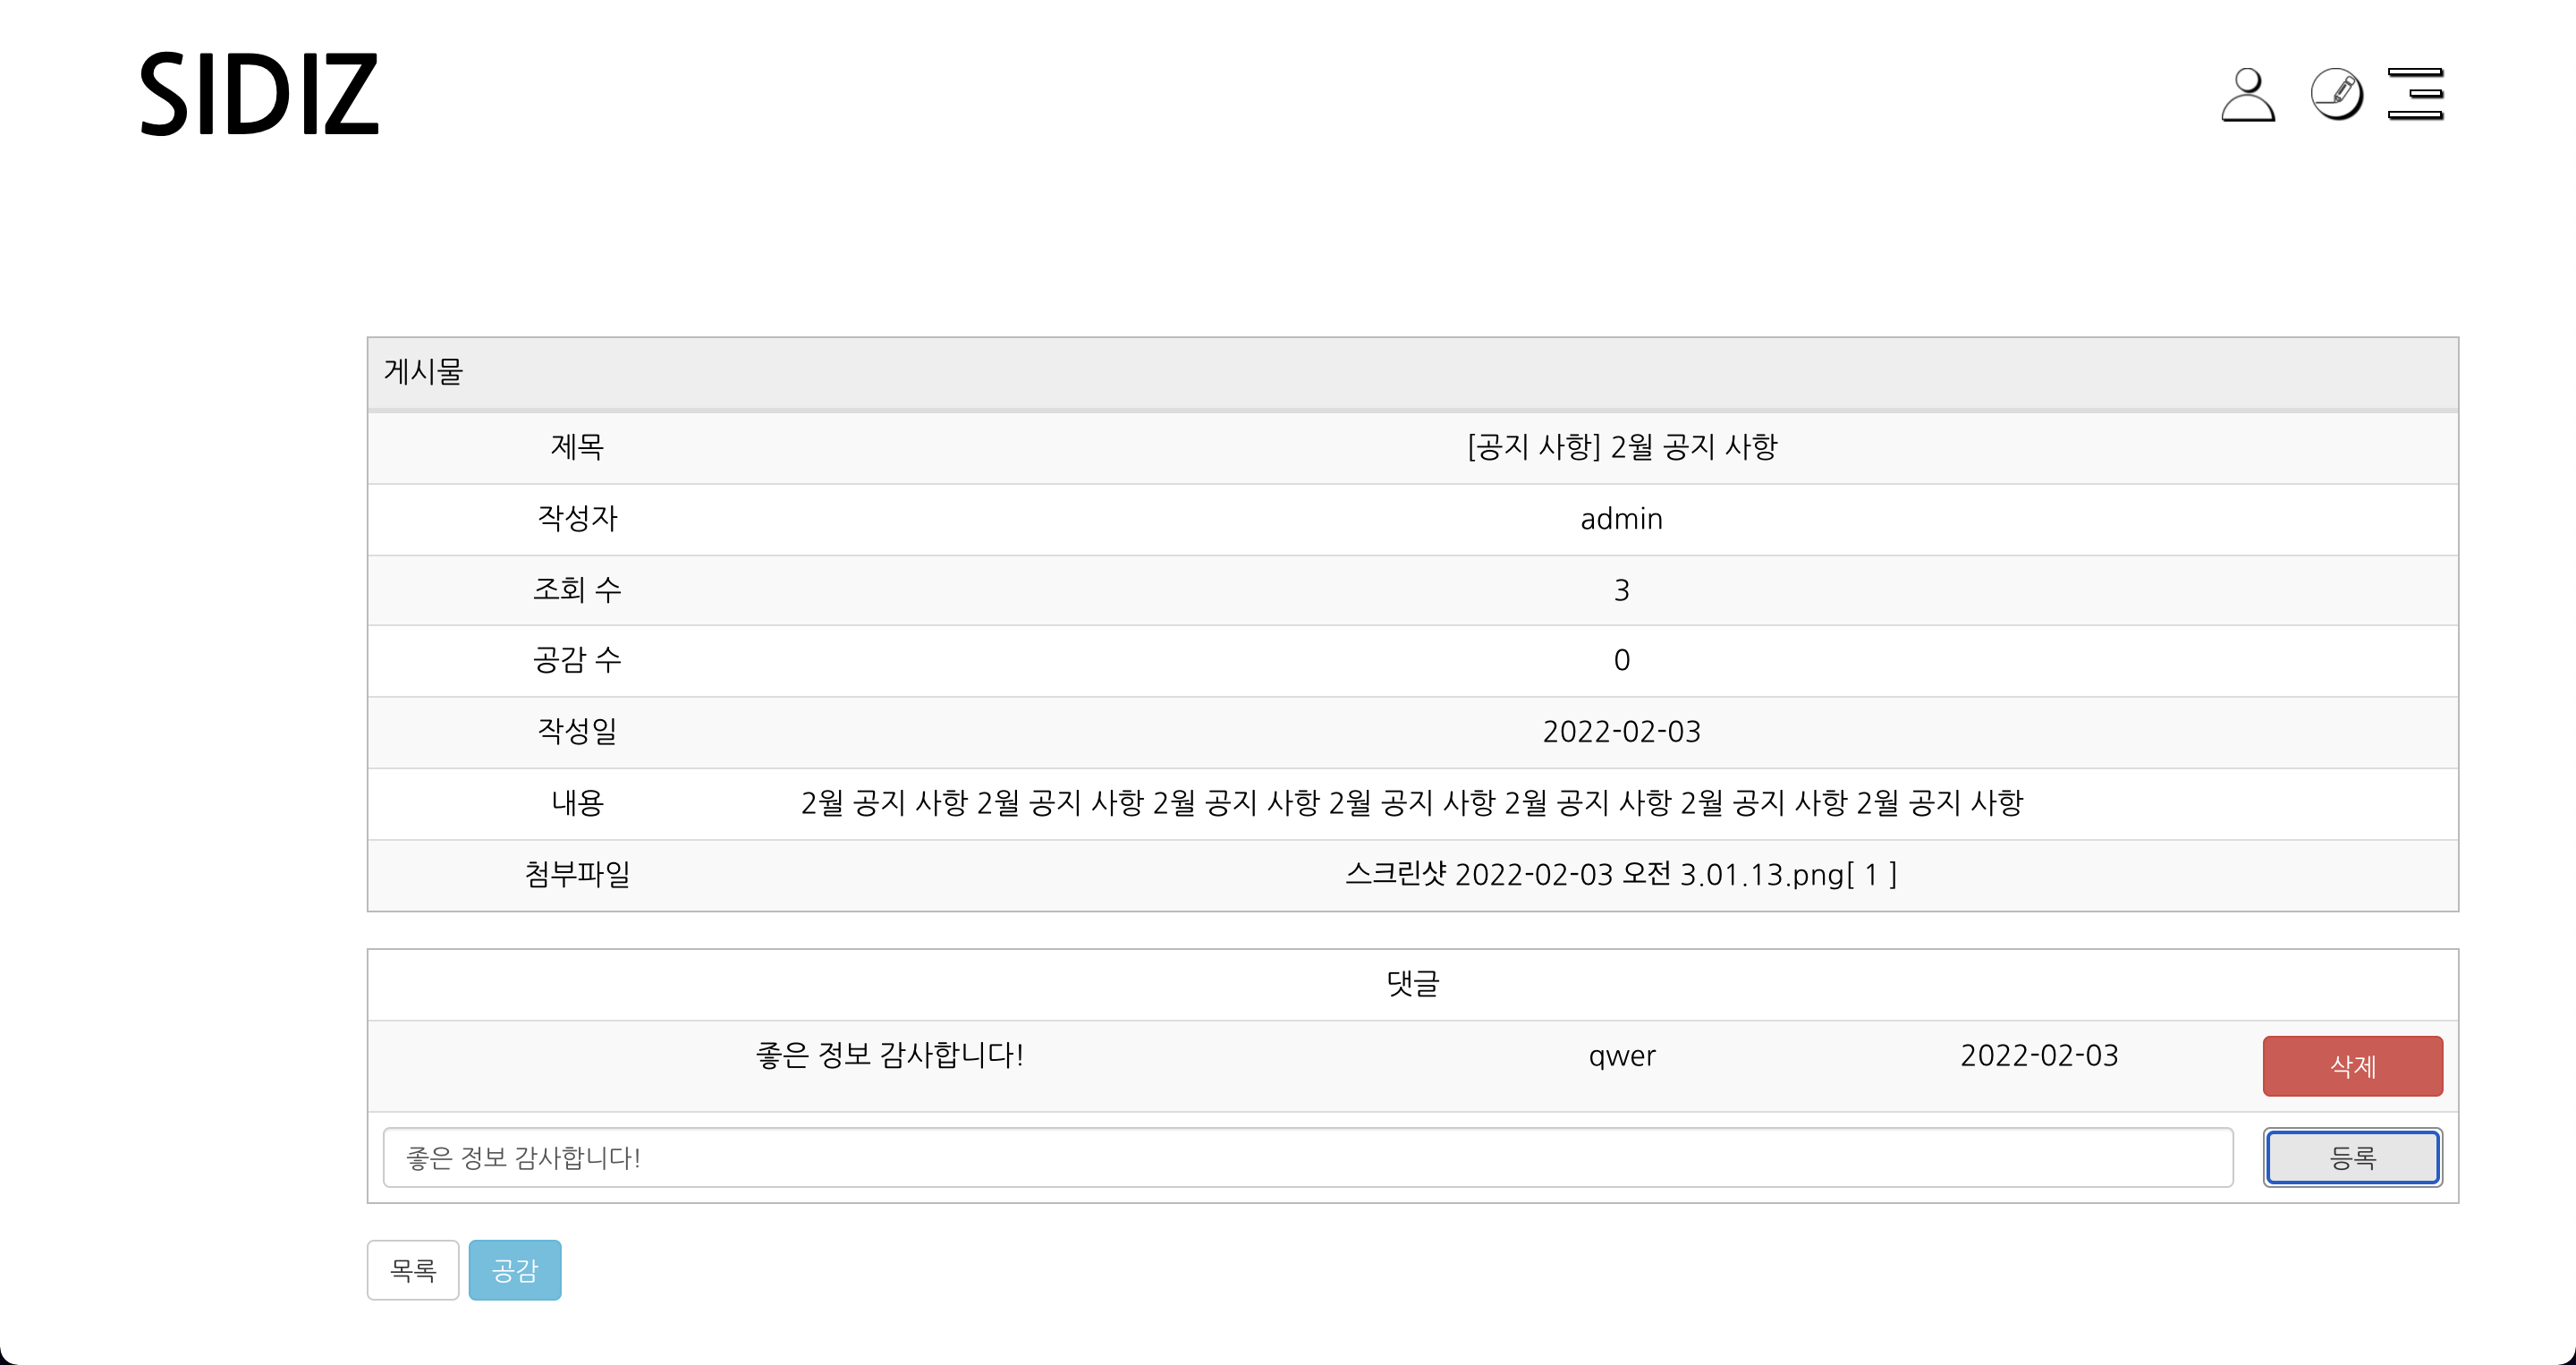 SIDIZ
게시물
제목 [공지 사항] 2월 공지 사항
작성자 admin
조회 수 3
공감 수 0
작성일 2022-02-03
내용 2월 공지 사항 2월 공지 사항 2월 공지 사항 2월 공지 사항 2월 공지 사항 2월 공지 사항 2월 공지 사항
첨부파일 스크린샷 2022-02-03 오전 3.01.13.png[ 1 ]
댓글
좋은 정보 감사합니다! qwer 2022-02-03 삭제
좋은 정보 감사합니다! 등록
목록 공감